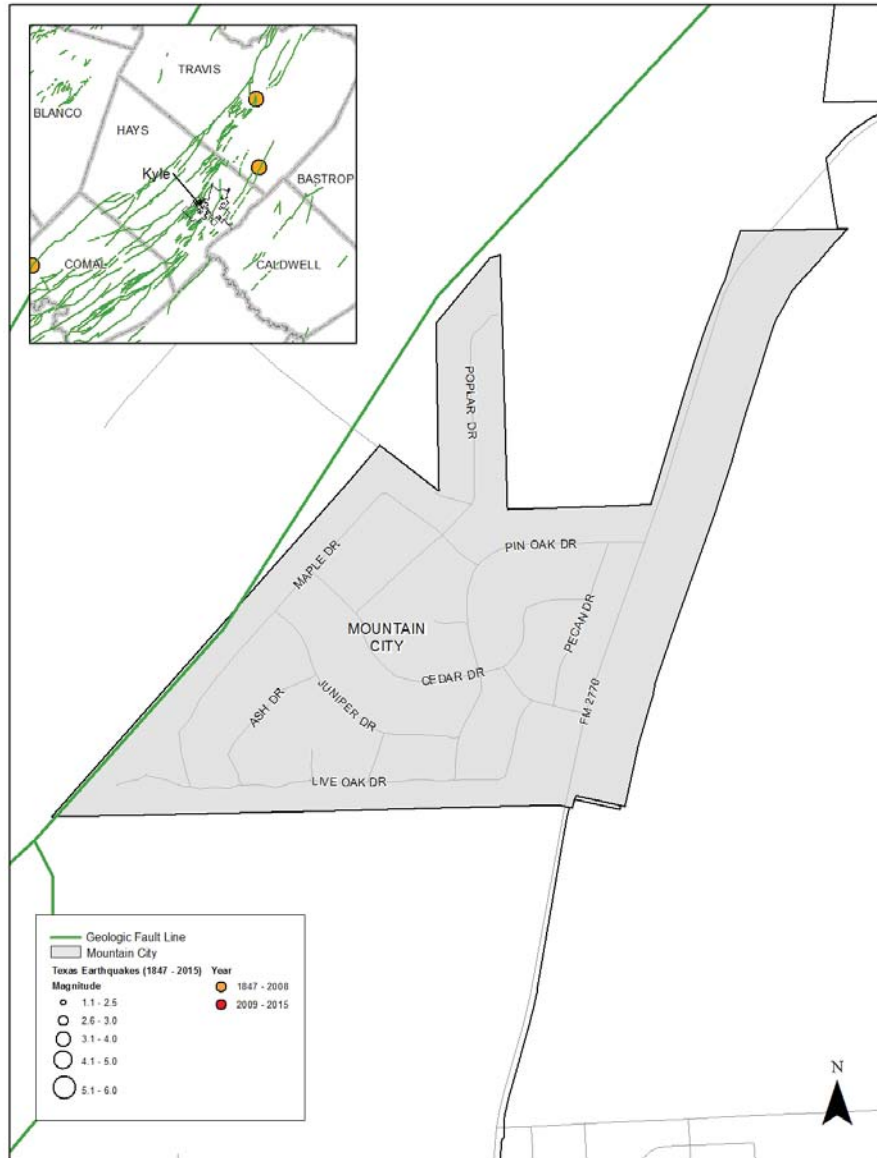 TRAVIS
BLANCO
HAYS
Kyle
BASTROP
COMAL
CALDWELL
POPLAR DR
PIN OAK DR
MAPLE DR
PECAN DR
MOUNTAIN
CITY
CEDAR DR
ASH DR
JUNIPER DR
FM 2770
LIVE OAK DR
Geologic Fault Line
Mountain City
Texas Earthquakes (1847 - 2015) Year
Magnitude
1847 - 2008
1.1 - 2.5
2009 - 2015
2.6 - 3.0
3.1 - 4.0
4.1 - 5.0
5.1 - 6.0
N